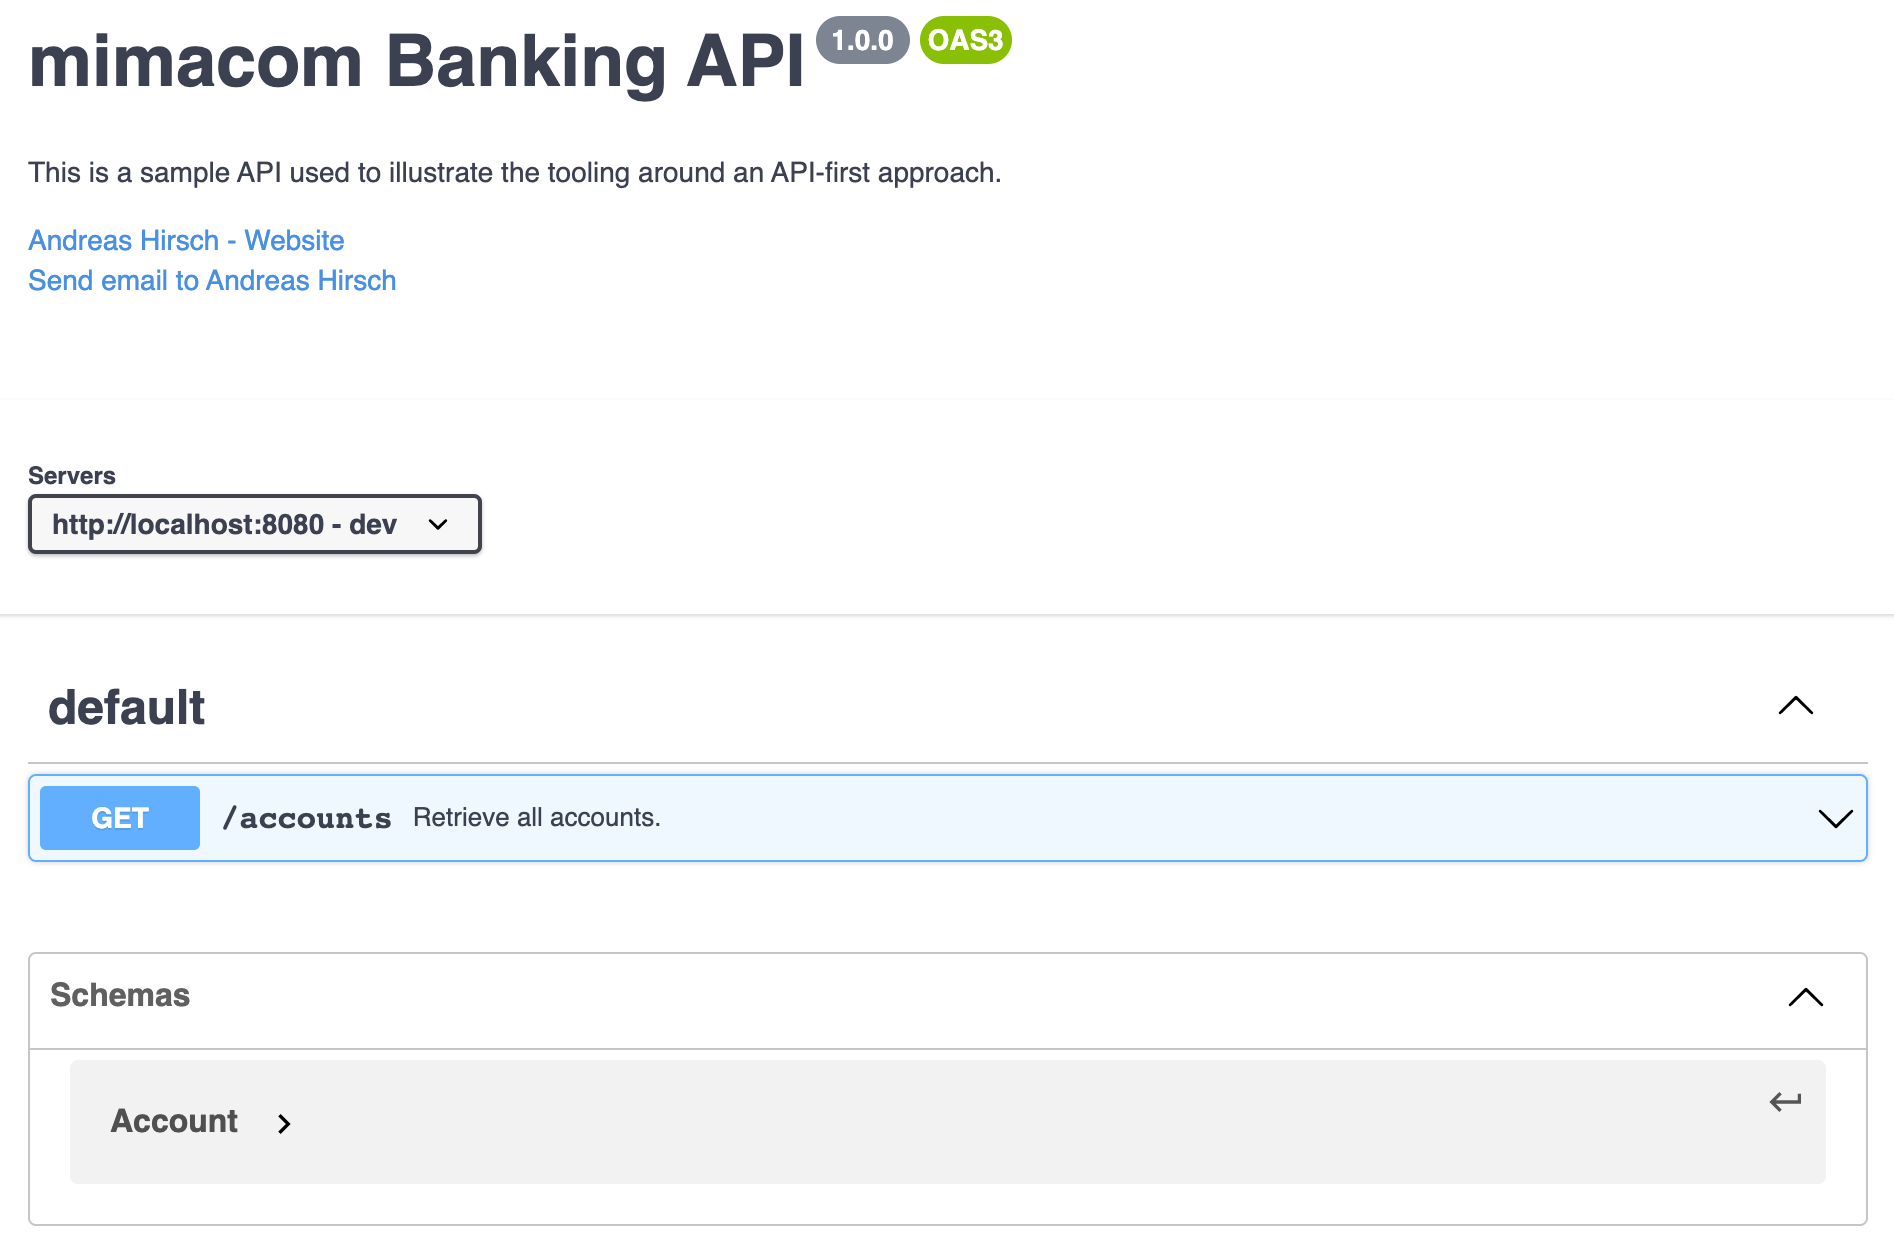 mimacom Banking API 1.0.0 OAS3
This is a sample API used to illustrate the tooling around an API-first approach.
Andreas Hirsch - Website
Send email to Andreas Hirsch
Servers
http://localhost:8080 - dev
default
GET /accounts Retrieve all accounts.
Schemas
Account